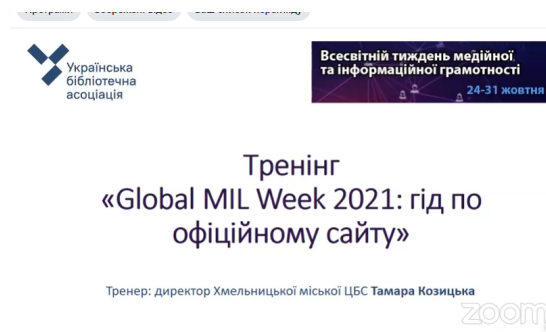 Українська
бібліотечна
асоціація
Всесвітній тиждень медійної
та інформаційної грамотності
24-31 жовтня
Тренінг
«Global MIL Week 2021: гід по
офіційному сайту»
Тренер: директор Хмельницької міської ЦБС Тамара Козицька
zoom